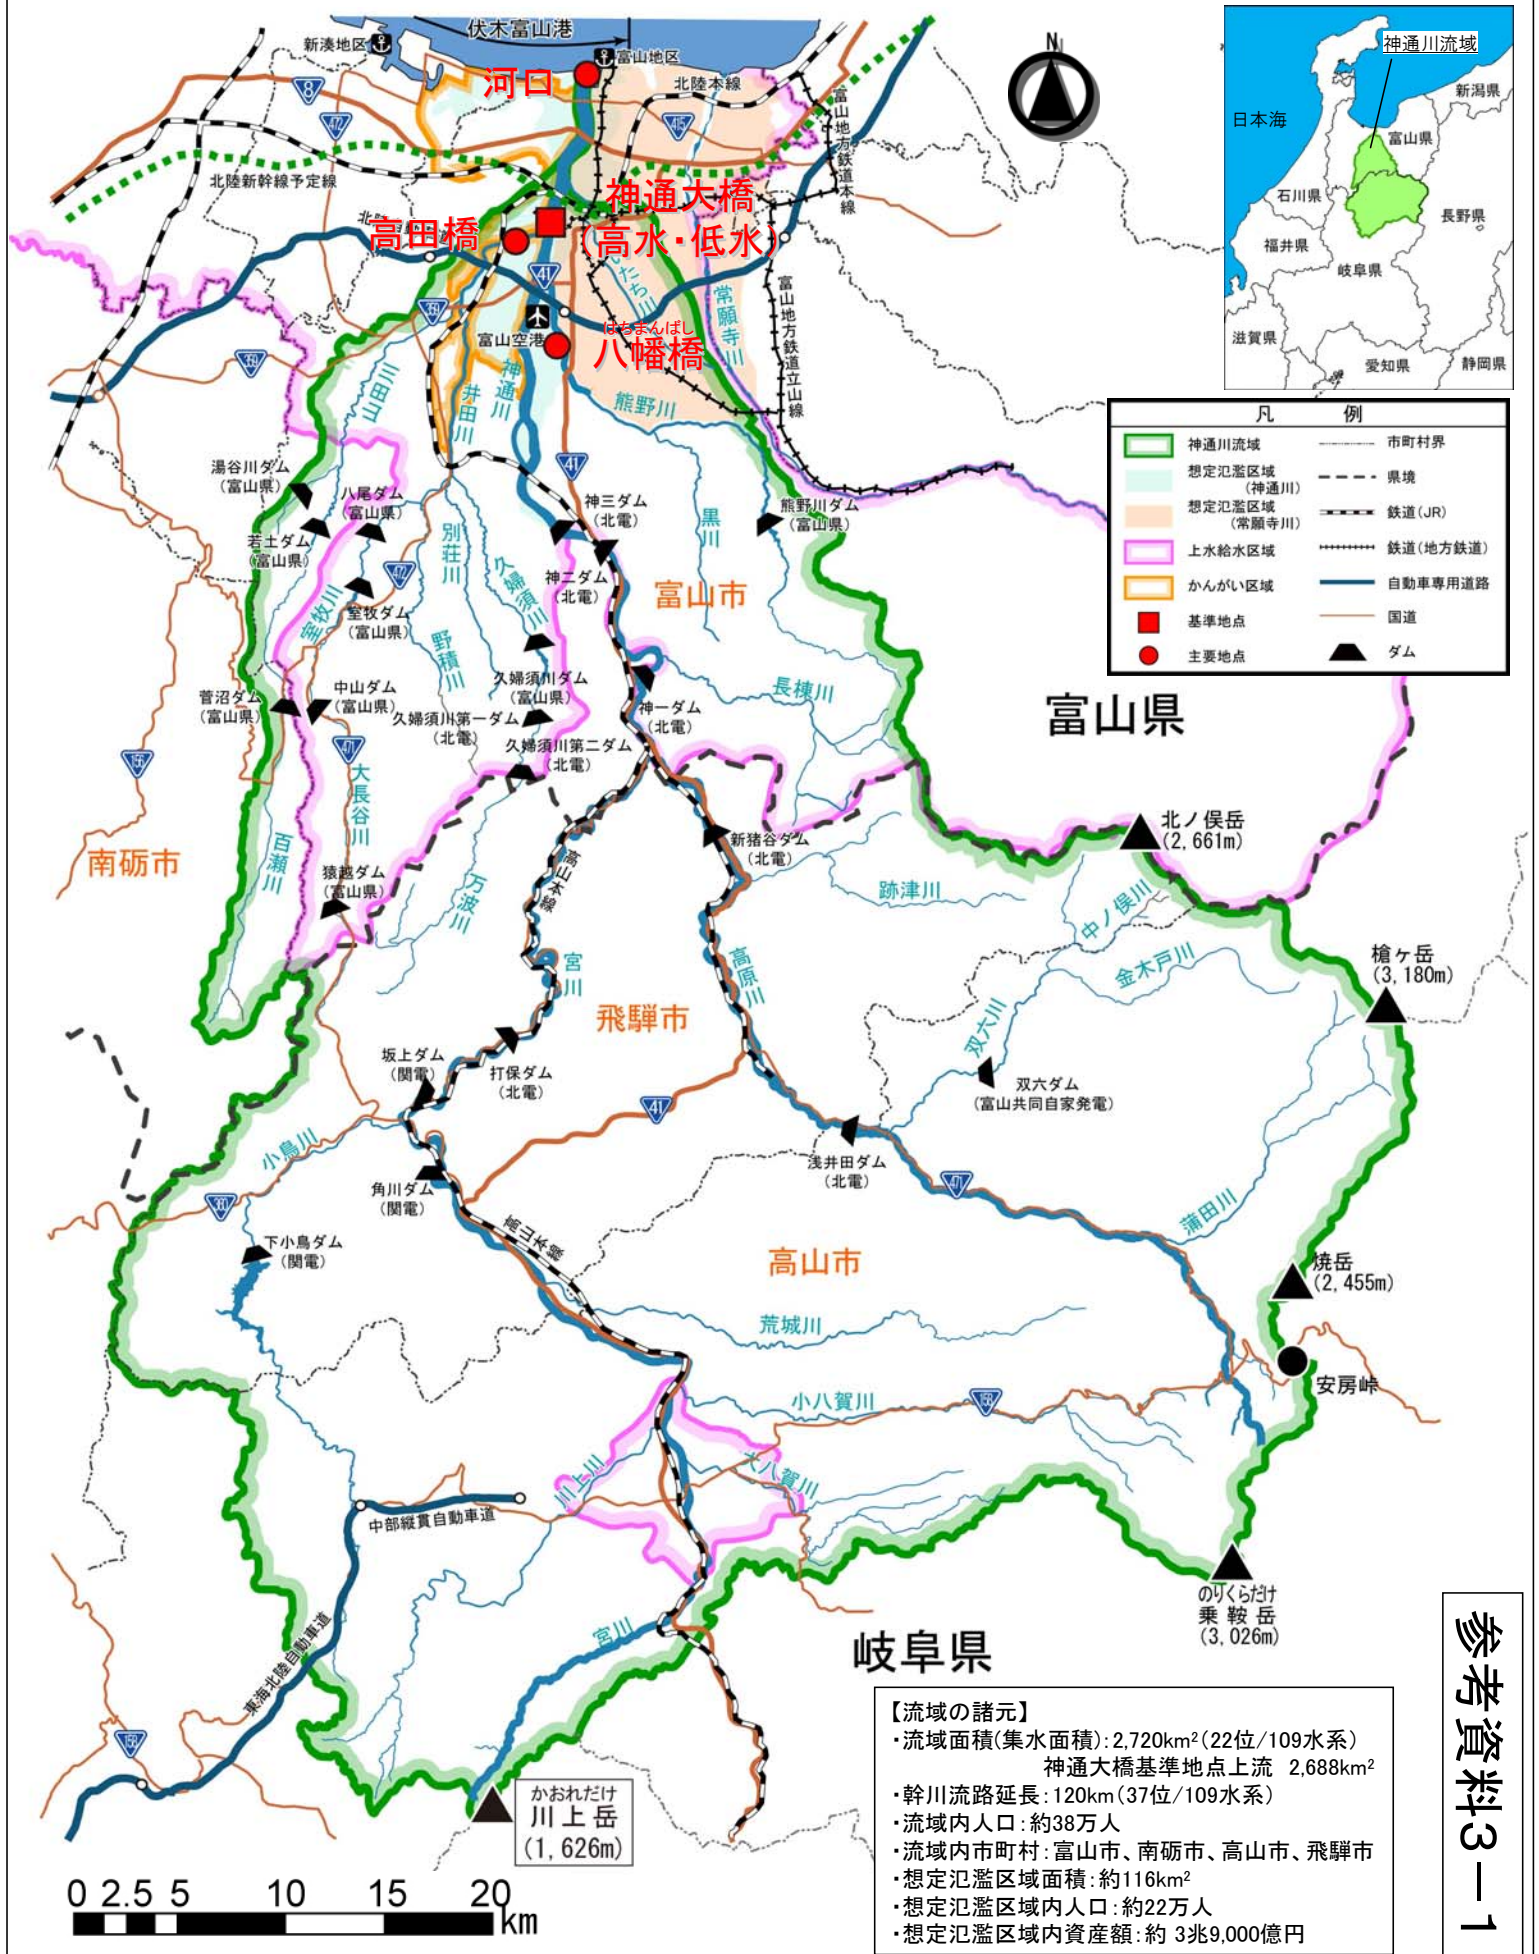 伏木富山港
新湊地区
富山地区
河口
北陸本線
8
472
415
富山地方鉄道本線
北陸新幹線予定線
神通大橋
(高水・低水)
高田橋
41
いたち川
常願寺川
359
富山空港
はちまんばし
八幡橋
富山地方鉄道立山線
359
山田川
井田川
神通川
熊野川
湯谷川ダム
(富山県)
八尾ダム
(富山県)
41
神三ダム
(北電)
熊野川ダム
(富山県)
若土ダム
(富山県)
別荘川
久婦須川
黒川
472
神二ダム
(北電)
富山市
室牧川
室牧ダム
(富山県)
野積川
長棟川
菅沼ダム
(富山県)
中山ダム
(富山県)
久婦須川ダム
(富山県)
久婦須川第一ダム
(北電)
神一ダム
(北電)
富山県
久婦須川第二ダム
(北電)
156
471
大長谷川
南砺市
百瀬川
猿越ダム
(富山県)
万波川
高山本線
新猪谷ダム
(北電)
跡津川
北ノ俣岳
(2,661m)
中ノ俣川
金木戸川
槍ヶ岳
(3,180m)
宮川
高原川
飛騨市
双六川
坂上ダム
(関電)
打保ダム
(北電)
双六ダム
(富山共同自家発電)
41
小鳥川
浅井田ダム
(北電)
角川ダム
(関電)
360
471
蒲田川
高山本線
下小鳥ダム
(関電)
高山市
焼岳
(2,455m)
荒城川
安房峠
小八賀川
158
川上川
大八賀川
中部縦貫自動車道
のりくらだけ
乗鞍岳
(3,026m)
宮川
岐阜県
東海北陸自動車道
158
かおれだけ
川上岳
(1,626m)
0 2.5 5 10 15 20
km
N
神通川流域
日本海
新潟県
富山県
石川県
長野県
福井県
岐阜県
滋賀県
愛知県
静岡県
凡例
神通川流域
想定氾濫区域
(神通川)
想定氾濫区域
(常願寺川)
上水給水区域
かんがい区域
基準地点
主要地点
市町村界
県境
鉄道(JR)
鉄道(地方鉄道)
自動車専用道路
国道
ダム
【流域の諸元】
・流域面積(集水面積):2,720km²(22位/109水系)
神通大橋基準地点上流 2,688km²
・幹川流路延長:120km(37位/109水系)
・流域内人口:約38万人
・流域内市町村:富山市、南砺市、高山市、飛騨市
・想定氾濫区域面積:約116km²
・想定氾濫区域内人口:約22万人
・想定氾濫区域内資産額:約 3兆9,000億円
参考資料3―1